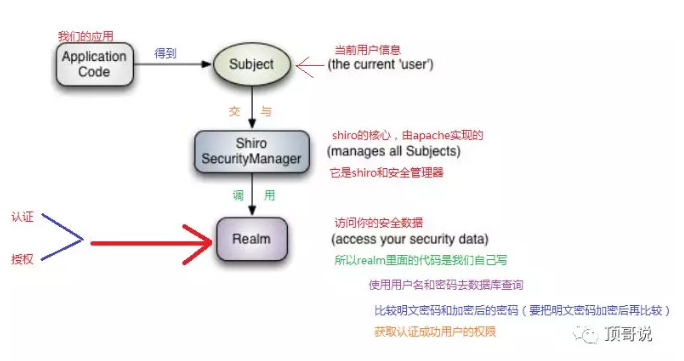 我们的应用
Application
Code
得到
Subject
当前用户信息
(the current 'user')
交 与
Shiro
SecurityManager
shiro的核心，由apache实现的
(manages all Subjects)
它是shiro和安全管理器
调 用
认证
授权
Realm
访问你的安全数据
(access your security data)
所以realm里面的代码是我们自己写
使用用户名和密码去数据库查询
比较明文密码和加密后的密码（要把明文密码加密后再比较）
获取认证成功用户的权限
顶哥说